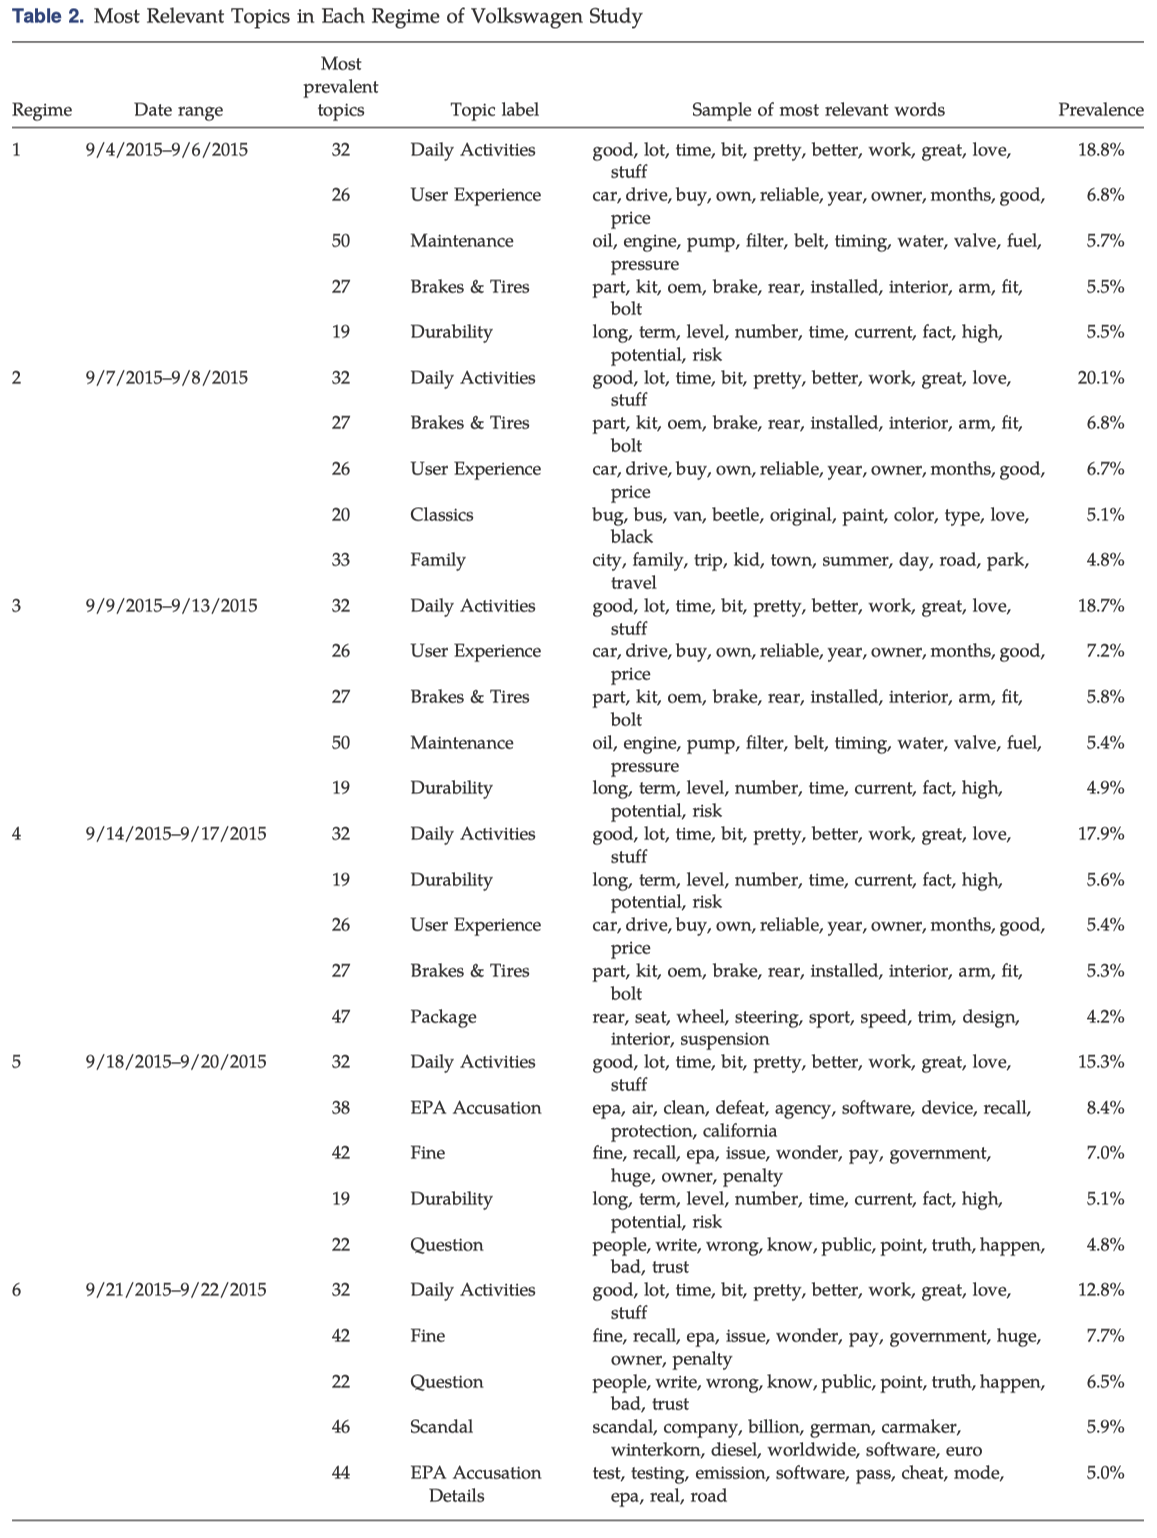 Table 2. Most Relevant Topics in Each Regime of Volkswagen Study
Most
prevalent
Regime Date range topics Topic label Sample of most relevant words Prevalence
1 9/4/2015–9/6/2015 32 Daily Activities good, lot, time, bit, pretty, better, work, great, love, 18.8%
stuff
26 User Experience car, drive, buy, own, reliable, year, owner, months, good, 6.8%
price
50 Maintenance oil, engine, pump, filter, belt, timing, water, valve, fuel, 5.7%
pressure
27 Brakes & Tires part, kit, oem, brake, rear, installed, interior, arm, fit, 5.5%
bolt
19 Durability long, term, level, number, time, current, fact, high, 5.5%
potential, risk
2 9/7/2015–9/8/2015 32 Daily Activities good, lot, time, bit, pretty, better, work, great, love, 20.1%
stuff
27 Brakes & Tires part, kit, oem, brake, rear, installed, interior, arm, fit, 6.8%
bolt
26 User Experience car, drive, buy, own, reliable, year, owner, months, good, 6.7%
price
20 Classics bug, bus, van, beetle, original, paint, color, type, love, 5.1%
black
33 Family city, family, trip, kid, town, summer, day, road, park, 4.8%
travel
3 9/9/2015–9/13/2015 32 Daily Activities good, lot, time, bit, pretty, better, work, great, love, 18.7%
stuff
26 User Experience car, drive, buy, own, reliable, year, owner, months, good, 7.2%
price
27 Brakes & Tires part, kit, oem, brake, rear, installed, interior, arm, fit, 5.8%
bolt
50 Maintenance oil, engine, pump, filter, belt, timing, water, valve, fuel, 5.4%
pressure
19 Durability long, term, level, number, time, current, fact, high, 4.9%
potential, risk
4 9/14/2015–9/17/2015 32 Daily Activities good, lot, time, bit, pretty, better, work, great, love, 17.9%
stuff
19 Durability long, term, level, number, time, current, fact, high, 5.6%
potential, risk
26 User Experience car, drive, buy, own, reliable, year, owner, months, good, 5.4%
price
27 Brakes & Tires part, kit, oem, brake, rear, installed, interior, arm, fit, 5.3%
bolt
47 Package rear, seat, wheel, steering, sport, speed, trim, design, 4.2%
interior, suspension
5 9/18/2015–9/20/2015 32 Daily Activities good, lot, time, bit, pretty, better, work, great, love, 15.3%
stuff
38 EPA Accusation epa, air, clean, defeat, agency, software, device, recall, 8.4%
protection, california
42 Fine fine, recall, epa, issue, wonder, pay, government, 7.0%
huge, owner, penalty
19 Durability long, term, level, number, time, current, fact, high, 5.1%
potential, risk
22 Question people, write, wrong, know, public, point, truth, happen, 4.8%
bad, trust
6 9/21/2015–9/22/2015 32 Daily Activities good, lot, time, bit, pretty, better, work, great, love, 12.8%
stuff
42 Fine fine, recall, epa, issue, wonder, pay, government, huge, 7.7%
owner, penalty
22 Question people, write, wrong, know, public, point, truth, happen, 6.5%
bad, trust
46 Scandal scandal, company, billion, german, carmaker, 5.9%
winterkorn, diesel, worldwide, software, euro
44 EPA Accusation test, testing, emission, software, pass, cheat, mode, 5.0%
Details epa, real, road